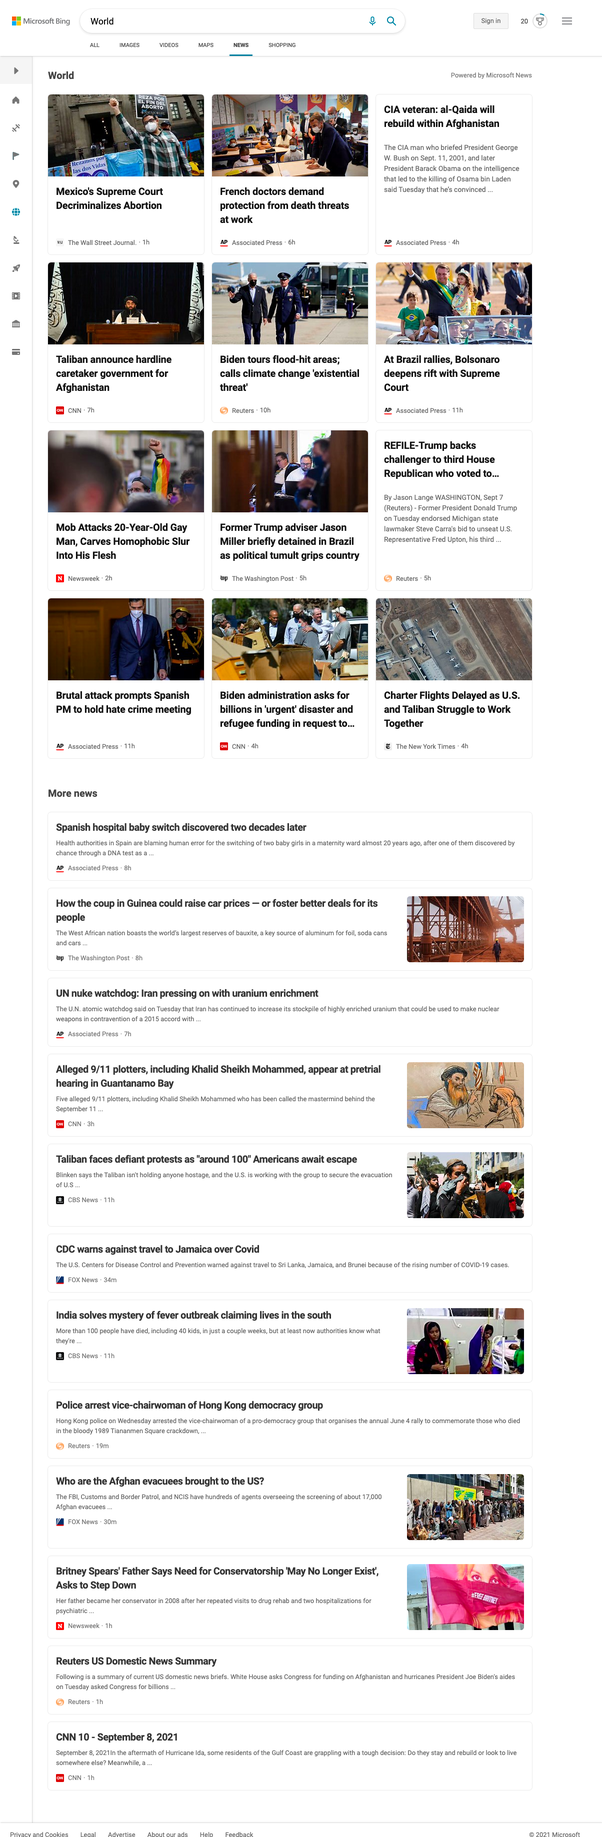 Microsoft Bing
World
Sign in
20
ALL
IMAGES
VIDEOS
MAPS
NEWS
SHOPPING
World
Powered by Microsoft News
Mexico's Supreme Court
Decriminalizes Abortion
The Wall Street Journal. · 1h
French doctors demand
protection from death threats
at work
AP Associated Press · 6h
CIA veteran: al-Qaida will
rebuild within Afghanistan
The CIA man who briefed President George
W. Bush on Sept. 11, 2001, and later
President Barack Obama on the intelligence
that led to the killing of Osama bin Laden
said Tuesday that he's convinced ...
AP Associated Press · 4h
Taliban announce hardline
caretaker government for
Afghanistan
CNN · 7h
Biden tours flood-hit areas;
calls climate change 'existential
threat'
Reuters · 10h
At Brazil rallies, Bolsonaro
deepens rift with Supreme
Court
AP Associated Press · 11h
Mob Attacks 20-Year-Old Gay
Man, Carves Homophobic Slur
Into His Flesh
N Newsweek · 2h
Former Trump adviser Jason
Miller briefly detained in Brazil
as political tumult grips country
wp The Washington Post · 5h
REFILE-Trump backs
challenger to third House
Republican who voted to...
By Jason Lange WASHINGTON, Sept 7
(Reuters) - Former President Donald Trump
on Tuesday endorsed Michigan state
lawmaker Steve Carra's bid to unseat U.S.
Representative Fred Upton, his third ...
Reuters · 5h
Brutal attack prompts Spanish
PM to hold hate crime meeting
AP Associated Press · 11h
Biden administration asks for
billions in 'urgent' disaster and
refugee funding in request to...
CNN · 4h
Charter Flights Delayed as U.S.
and Taliban Struggle to Work
Together
The New York Times · 4h
More news
Spanish hospital baby switch discovered two decades later
Health authorities in Spain are blaming human error for the switching of two baby girls in a maternity ward almost 20 years ago, after one of them discovered by
chance through a DNA test as a ...
AP Associated Press · 8h
How the coup in Guinea could raise car prices — or foster better deals for its
people
The West African nation boasts the world's largest reserves of bauxite, a key source of aluminum for foil, soda cans
and cars ...
wp The Washington Post · 8h
UN nuke watchdog: Iran pressing on with uranium enrichment
The U.N. atomic watchdog said on Tuesday that Iran has continued to increase its stockpile of highly enriched uranium that could be used to make nuclear
weapons in contravention of a 2015 accord with ...
AP Associated Press · 7h
Alleged 9/11 plotters, including Khalid Sheikh Mohammed, appear at pretrial
hearing in Guantanamo Bay
Five alleged 9/11 plotters, including Khalid Sheikh Mohammed who has been called the mastermind behind the
September 11 ...
CNN · 3h
Taliban faces defiant protests as "around 100" Americans await escape
Blinken says the Taliban isn't holding anyone hostage, and the U.S. is working with the group to secure the evacuation
of U.S ...
CBS News · 11h
CDC warns against travel to Jamaica over Covid
The U.S. Centers for Disease Control and Prevention warned against travel to Sri Lanka, Jamaica, and Brunei because of the rising number of COVID-19 cases.
FOX News · 34m
India solves mystery of fever outbreak claiming lives in the south
More than 100 people have died, including 40 kids, in just a couple weeks, but at least now authorities know what
they're ...
CBS News · 11h
Police arrest vice-chairwoman of Hong Kong democracy group
Hong Kong police on Wednesday arrested the vice-chairwoman of a pro-democracy group that organises the annual June 4 rally to commemorate those who died
in the bloody 1989 Tiananmen Square crackdown, ...
Reuters · 19m
Who are the Afghan evacuees brought to the US?
The FBI, Customs and Border Patrol, and NCIS have hundreds of agents overseeing the screening of about 17,000
Afghan evacuees ...
FOX News · 30m
Britney Spears' Father Says Need for Conservatorship 'May No Longer Exist',
Asks to Step Down
Her father became her conservator in 2008 after her repeated visits to drug rehab and two hospitalizations for
psychiatric ...
N Newsweek · 1h
Reuters US Domestic News Summary
Following is a summary of current US domestic news briefs. White House asks Congress for funding on Afghanistan and hurricanes President Joe Biden's aides
on Tuesday asked Congress for billions ...
Reuters · 1h
CNN 10 - September 8, 2021
September 8, 2021In the aftermath of Hurricane Ida, some residents of the Gulf Coast are grappling with a tough decision: Do they stay and rebuild or look to live
somewhere else? Meanwhile, a ...
CNN · 1h
Privacy and Cookies
Legal
Advertise
About our ads
Help
Feedback
© 2021 Microsoft